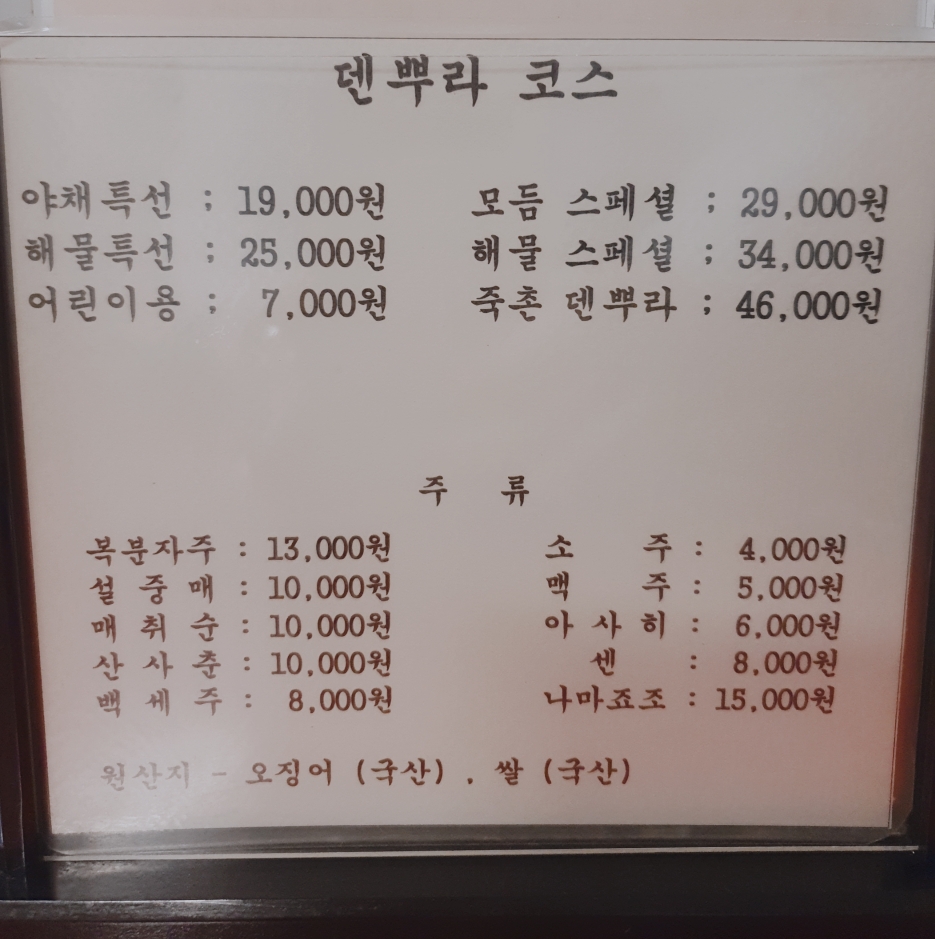 덴뿌라 코스
야채특선 ; 19,000원 모듬 스페셜 ; 29,000원
해물특선 ; 25,000원 해물 스페셜 ; 34,000원
어린이용 ; 7,000원 죽촌 덴뿌라 ; 46,000원
주 류
복분자주 : 13,000원 소 주 : 4,000원
설 중 매 : 10,000원 맥 주 : 5,000원
매 취 순 : 10,000원 아 사 히 : 6,000원
산 사 춘 : 10,000원 센 : 8,000원
백 세 주 : 8,000원 나마죠조 : 15,000원
원산지 - 오징어 (국산) , 쌀 (국산)